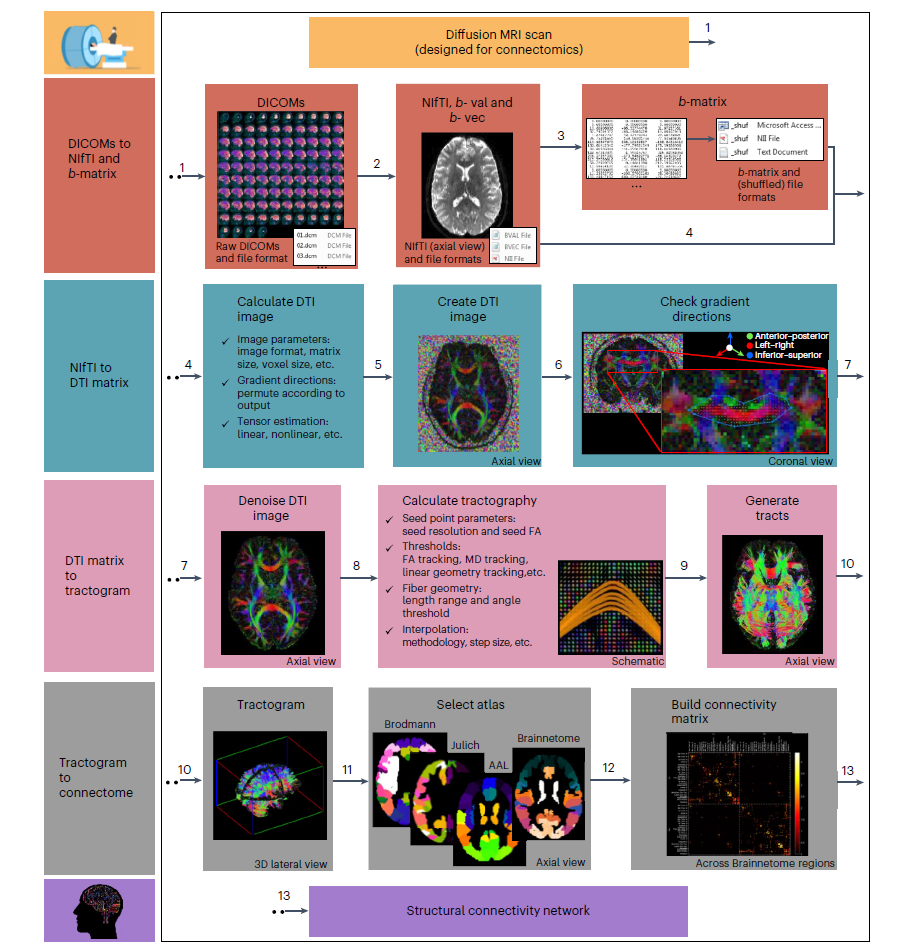 Diffusion MRI scan
(designed for connectomics)
1
DICOMs to
NIfTI and
b-matrix
1
DICOMs
Raw DICOMs
and file format
01.dcm DCM File
02.dcm DCM File
03.dcm DCM File
...
2
NIfTI, b- val and
b- vec
NIfTI (axial view)
and file formats
BVAL File
BVEC File
NII File
3
b-matrix
...
_shuf Microsoft Access ...
_shuf NII File
_shuf Text Document
b-matrix and
(shuffled) file
formats
4
NIfTI to
DTI matrix
4
Calculate DTI
image
✓ Image parameters:
image format, matrix
size, voxel size, etc.
✓ Gradient directions:
permute according to
output
✓ Tensor estimation:
linear, nonlinear, etc.
5
Create DTI
image
Axial view
6
Check gradient
directions
Anterior–posterior
Left–right
Inferior–superior
Coronal view
7
DTI matrix
to
tractogram
7
Denoise DTI
image
Axial view
8
Calculate tractography
✓ Seed point parameters:
seed resolution and seed FA
✓ Thresholds:
FA tracking, MD tracking,
linear geometry tracking,etc.
✓ Fiber geometry:
length range and angle
threshold
✓ Interpolation:
methodology, step size, etc.
Schematic
9
Generate
tracts
Axial view
10
Tractogram
to
connectome
10
Tractogram
3D lateral view
11
Select atlas
Brodmann
Julich
AAL
Brainnetome
Axial view
12
Build connectivity
matrix
Across Brainnetome regions
13
13
Structural connectivity network